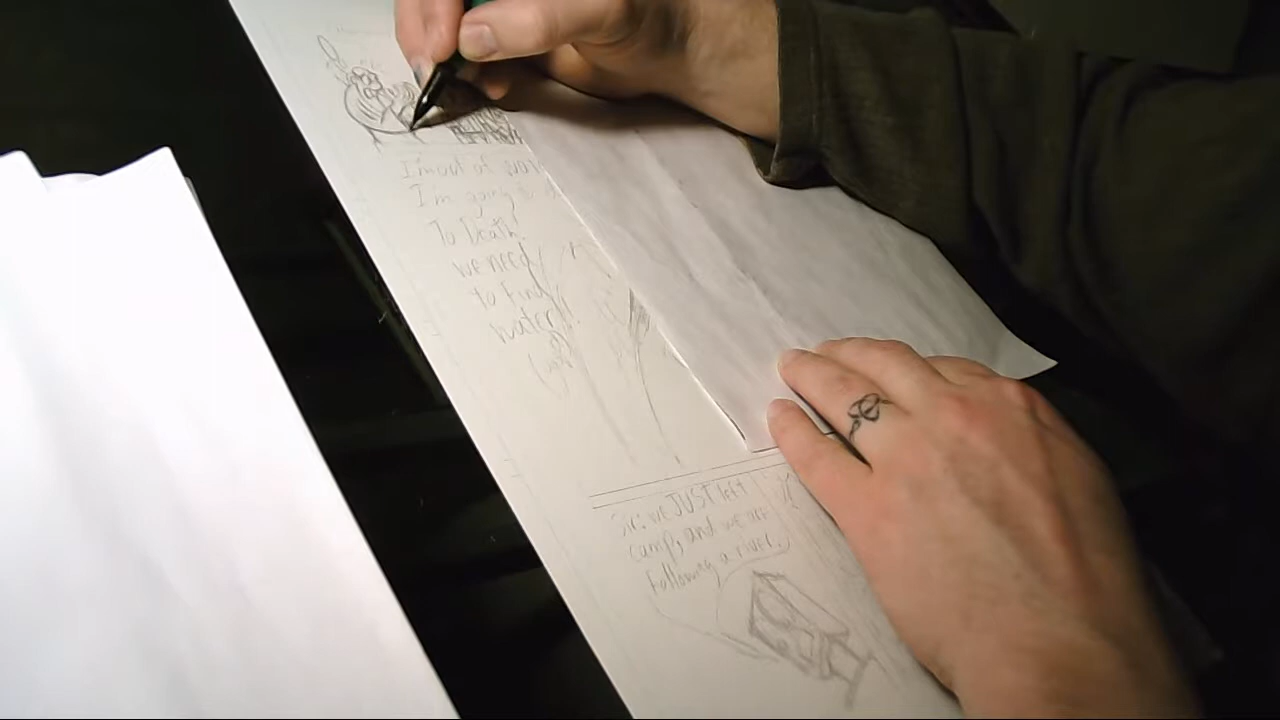 I'm out of
I'm going
To Death
we need
to find
water!
Sir: we JUST left
camp, and we are
Following a river.